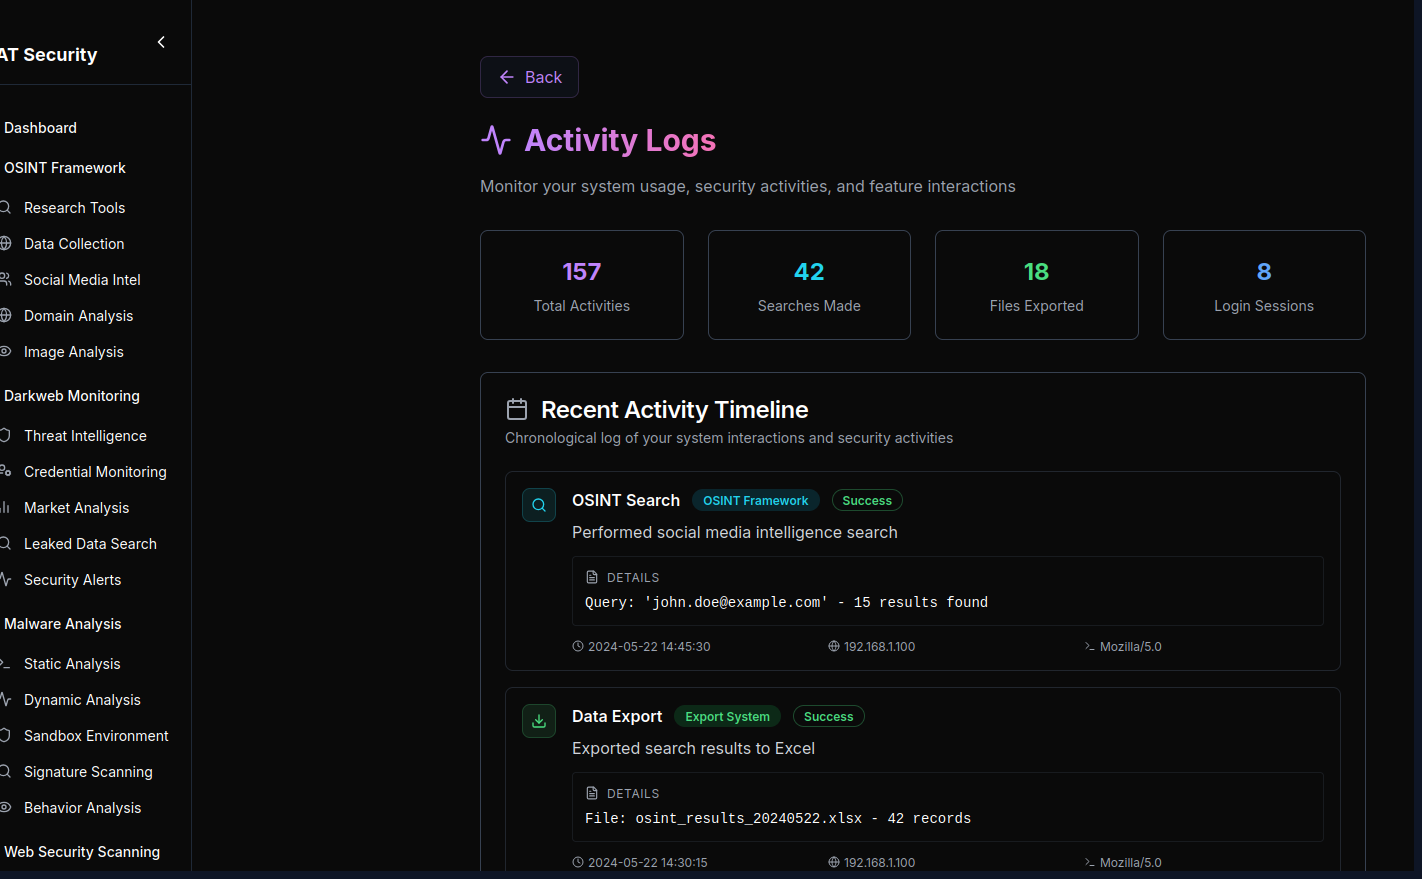 AT Security
Dashboard
OSINT Framework
Research Tools
Data Collection
Social Media Intel
Domain Analysis
Image Analysis
Darkweb Monitoring
Threat Intelligence
Credential Monitoring
Market Analysis
Leaked Data Search
Security Alerts
Malware Analysis
Static Analysis
Dynamic Analysis
Sandbox Environment
Signature Scanning
Behavior Analysis
Web Security Scanning
Back
Activity Logs
Monitor your system usage, security activities, and feature interactions
157
Total Activities
42
Searches Made
18
Files Exported
8
Login Sessions
Recent Activity Timeline
Chronological log of your system interactions and security activities
OSINT Search OSINT Framework Success
Performed social media intelligence search
DETAILS
Query: 'john.doe@example.com' - 15 results found
2024-05-22 14:45:30 192.168.1.100 Mozilla/5.0
Data Export Export System Success
Exported search results to Excel
DETAILS
File: osint_results_20240522.xlsx - 42 records
2024-05-22 14:30:15 192.168.1.100 Mozilla/5.0